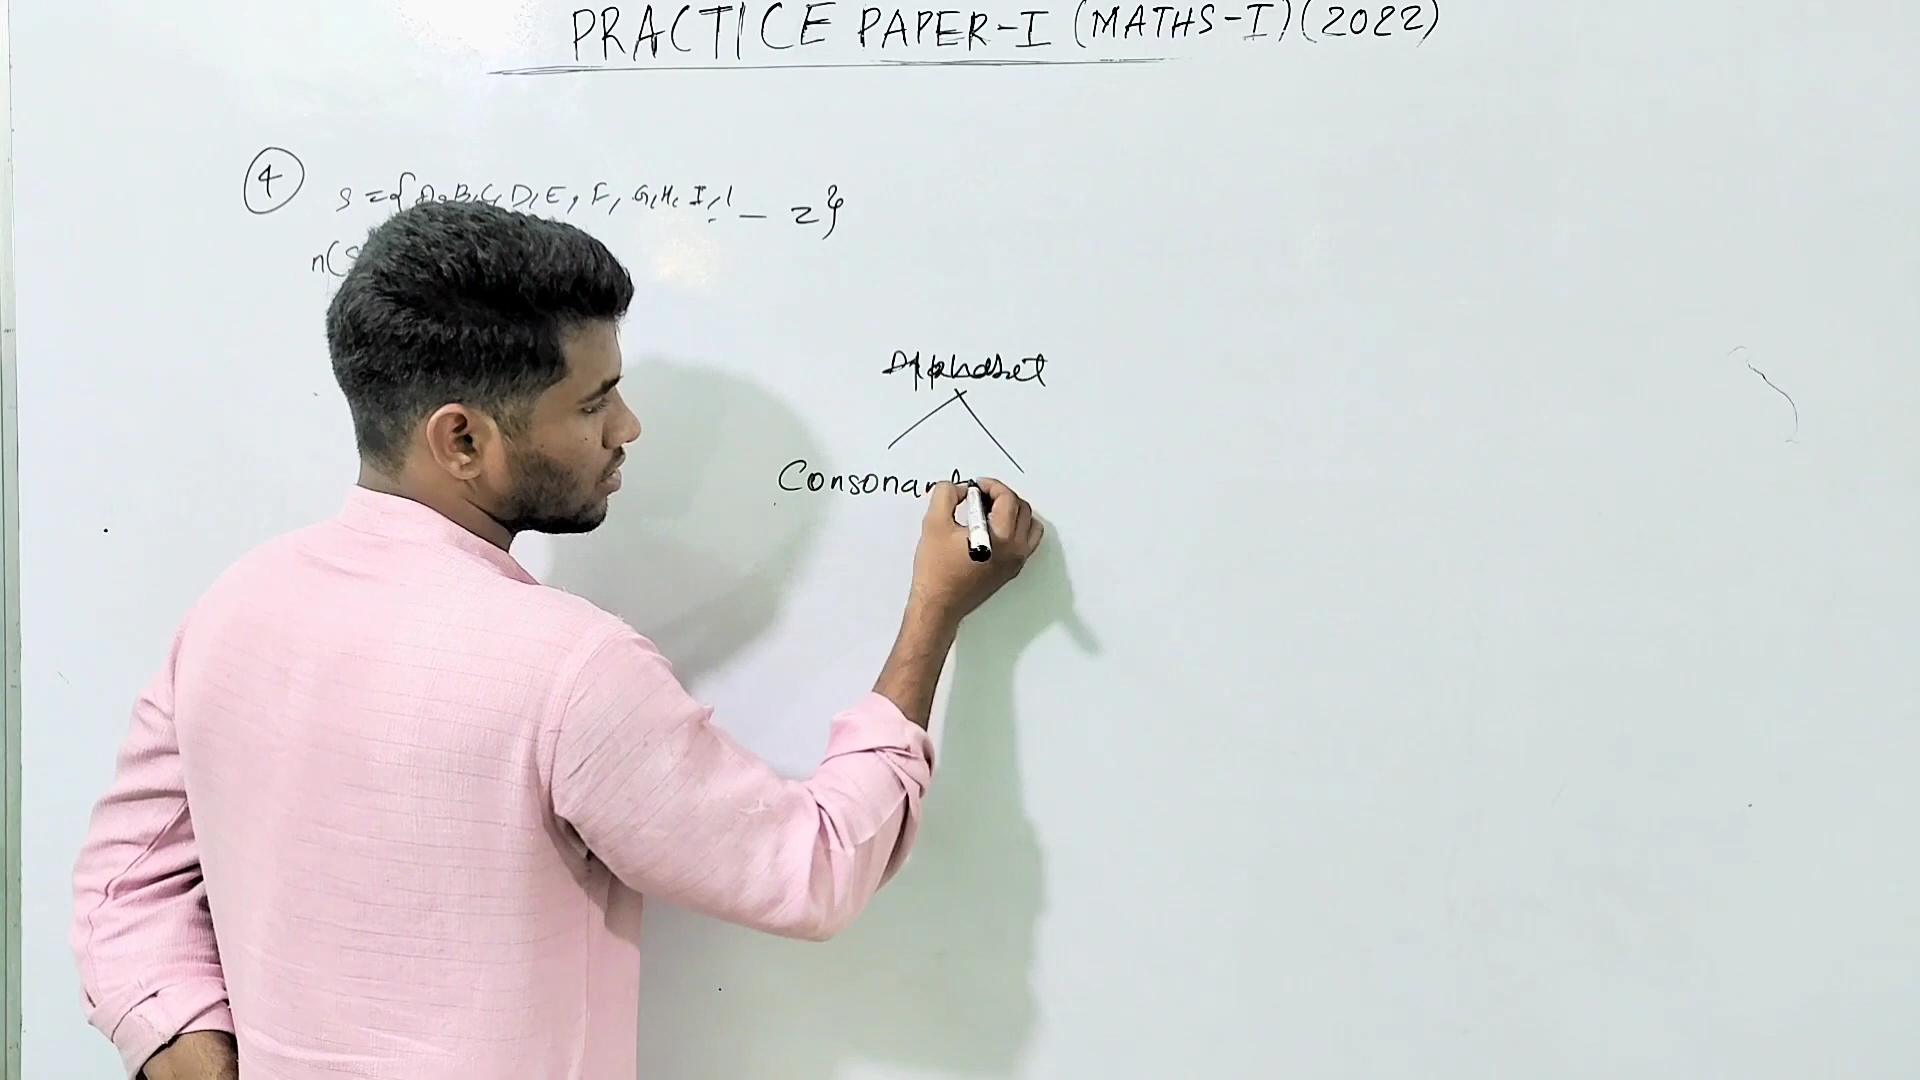 PRACTICE PAPER-I (MATHS-I) (2022)
4
S = { A, B, C, D, E, F, G, H, I, ! _ Z}
n(S
Alphabet
Consonant